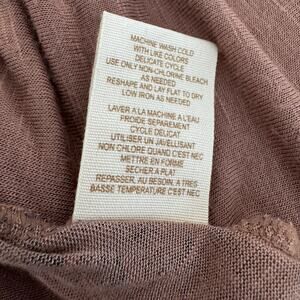 MACHINE WASH COLD
WITH LIKE COLORS
DELICATE CYCLE
USE ONLY NON-CHLORINE BLEACH
AS NEEDED
RESHAPE AND LAY FLAT TO DRY
LOW IRON AS NEEDED
LAVER A LA MACHINE A L'EAU
FROIDE SEPAREMENT
CYCLE DELICAT
UTILISER UN JAVELLISANT
NON CHLORE QUAND C'EST NEC
METTRE EN FORME
SECHER A PLAT
REPASSER, AU BESOIN, A TRES
BASSE TEMPERATURE C'EST NEC